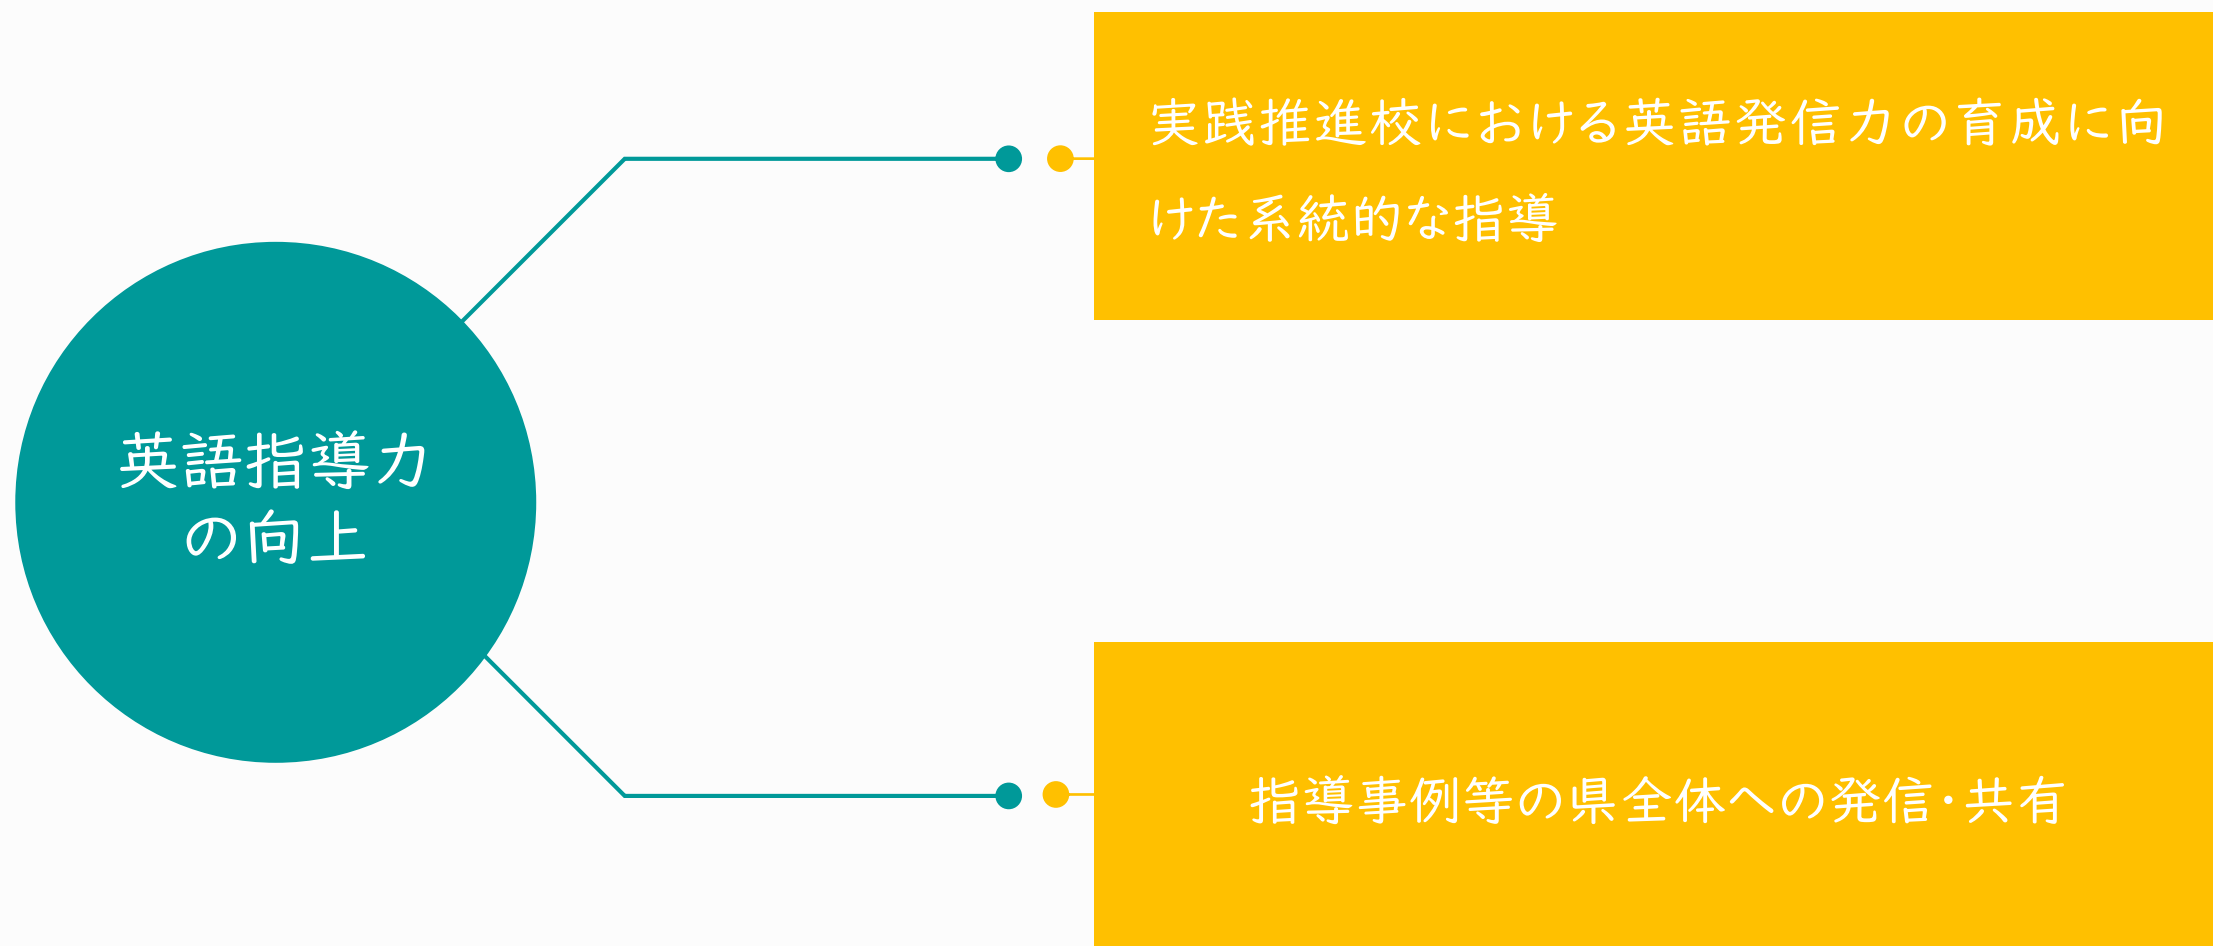 英語指導力
の向上
実践推進校における英語発信力の育成に向
けた系統的な指導
指導事例等の県全体への発信・共有